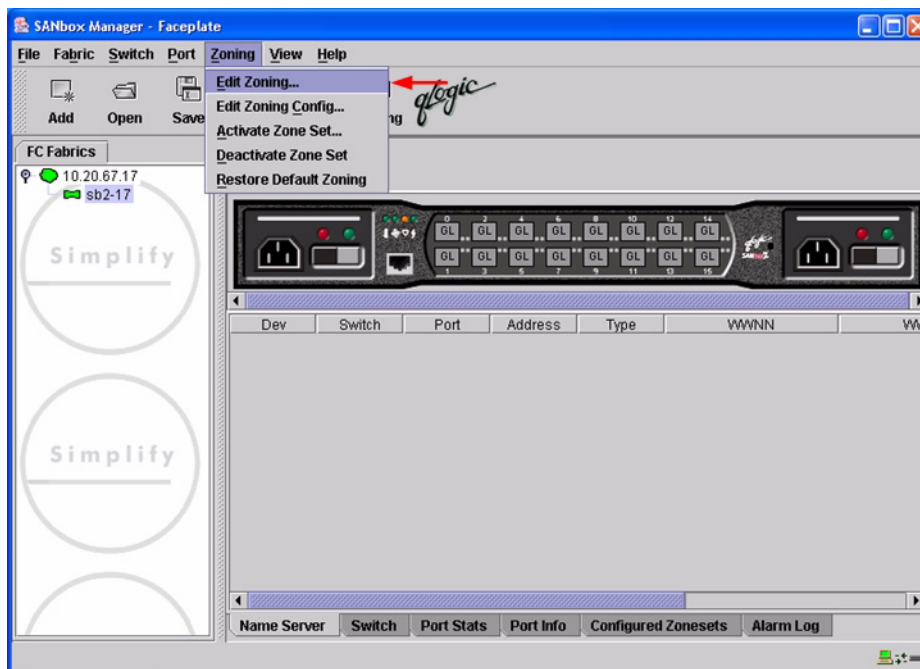 SANbox Manager - Faceplate
File Fabric Switch Port Zoning View Help
Edit Zoning...
Edit Zoning Config...
Activate Zone Set...
Deactivate Zone Set
Restore Default Zoning
Add Open Save ng
qlogic
FC Fabrics
10.20.67.17
sb2-17
Simplify
Simplify
0 2 4 6 8 10 12 14
GL GL GL GL GL GL GL GL
GL GL GL GL GL GL GL GL
1 3 5 7 9 11 13 15
Dev Switch Port Address Type WWNN WW
Name Server Switch Port Stats Port Info Configured Zonesets Alarm Log